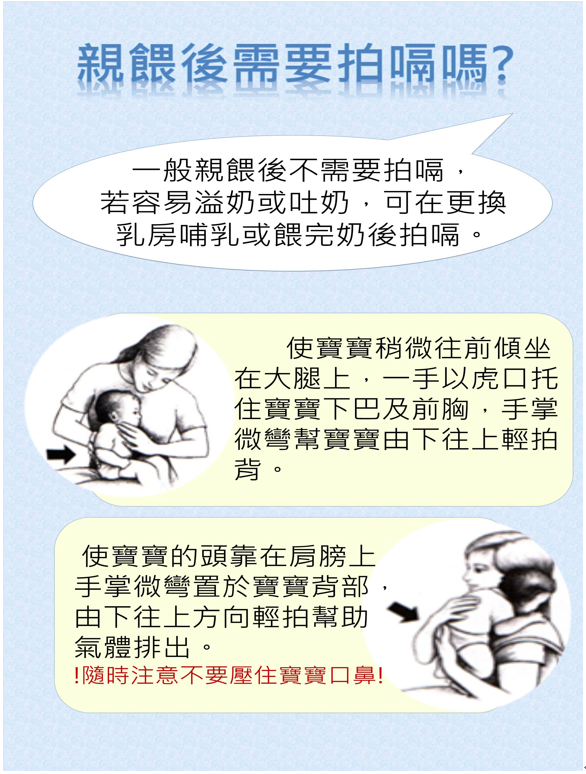 親餵後需要拍嗝嗎?
一般親餵後不需要拍嗝，
若容易溢奶或吐奶，可在更換
乳房哺乳或餵完奶後拍嗝。
使寶寶稍微往前傾坐
在大腿上，一手以虎口托
住寶寶下巴及前胸，手掌
微彎幫寶寶由下往上輕拍
背。
使寶寶的頭靠在肩膀上
手掌微彎置於寶寶背部，
由下往上方向輕拍幫助
氣體排出。
!隨時注意不要壓住寶寶口鼻!